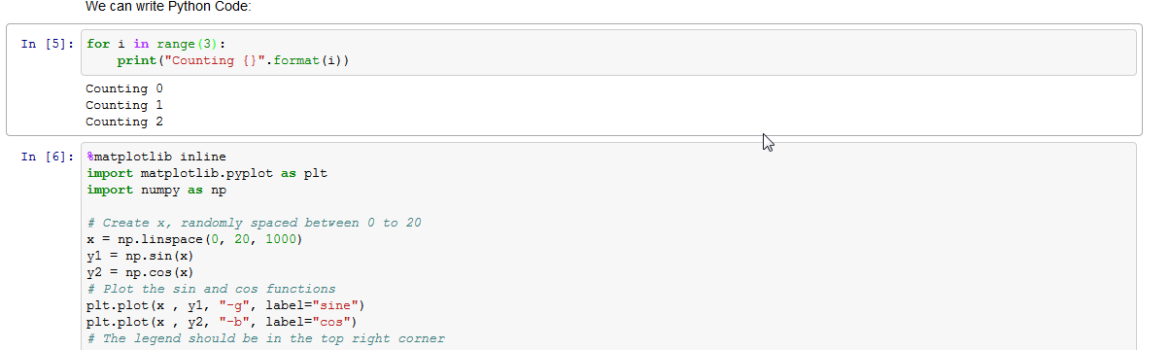 We can write Python Code:
In [5]: for i in range(3):
    print("Counting {}".format(i))
Counting 0
Counting 1
Counting 2
In [6]: %matplotlib inline
import matplotlib.pyplot as plt
import numpy as np
# Create x, randomly spaced between 0 to 20
x = np.linspace(0, 20, 1000)
y1 = np.sin(x)
y2 = np.cos(x)
# Plot the sin and cos functions
plt.plot(x , y1, "-g", label="sine")
plt.plot(x , y2, "-b", label="cos")
# The legend should be in the top right corner